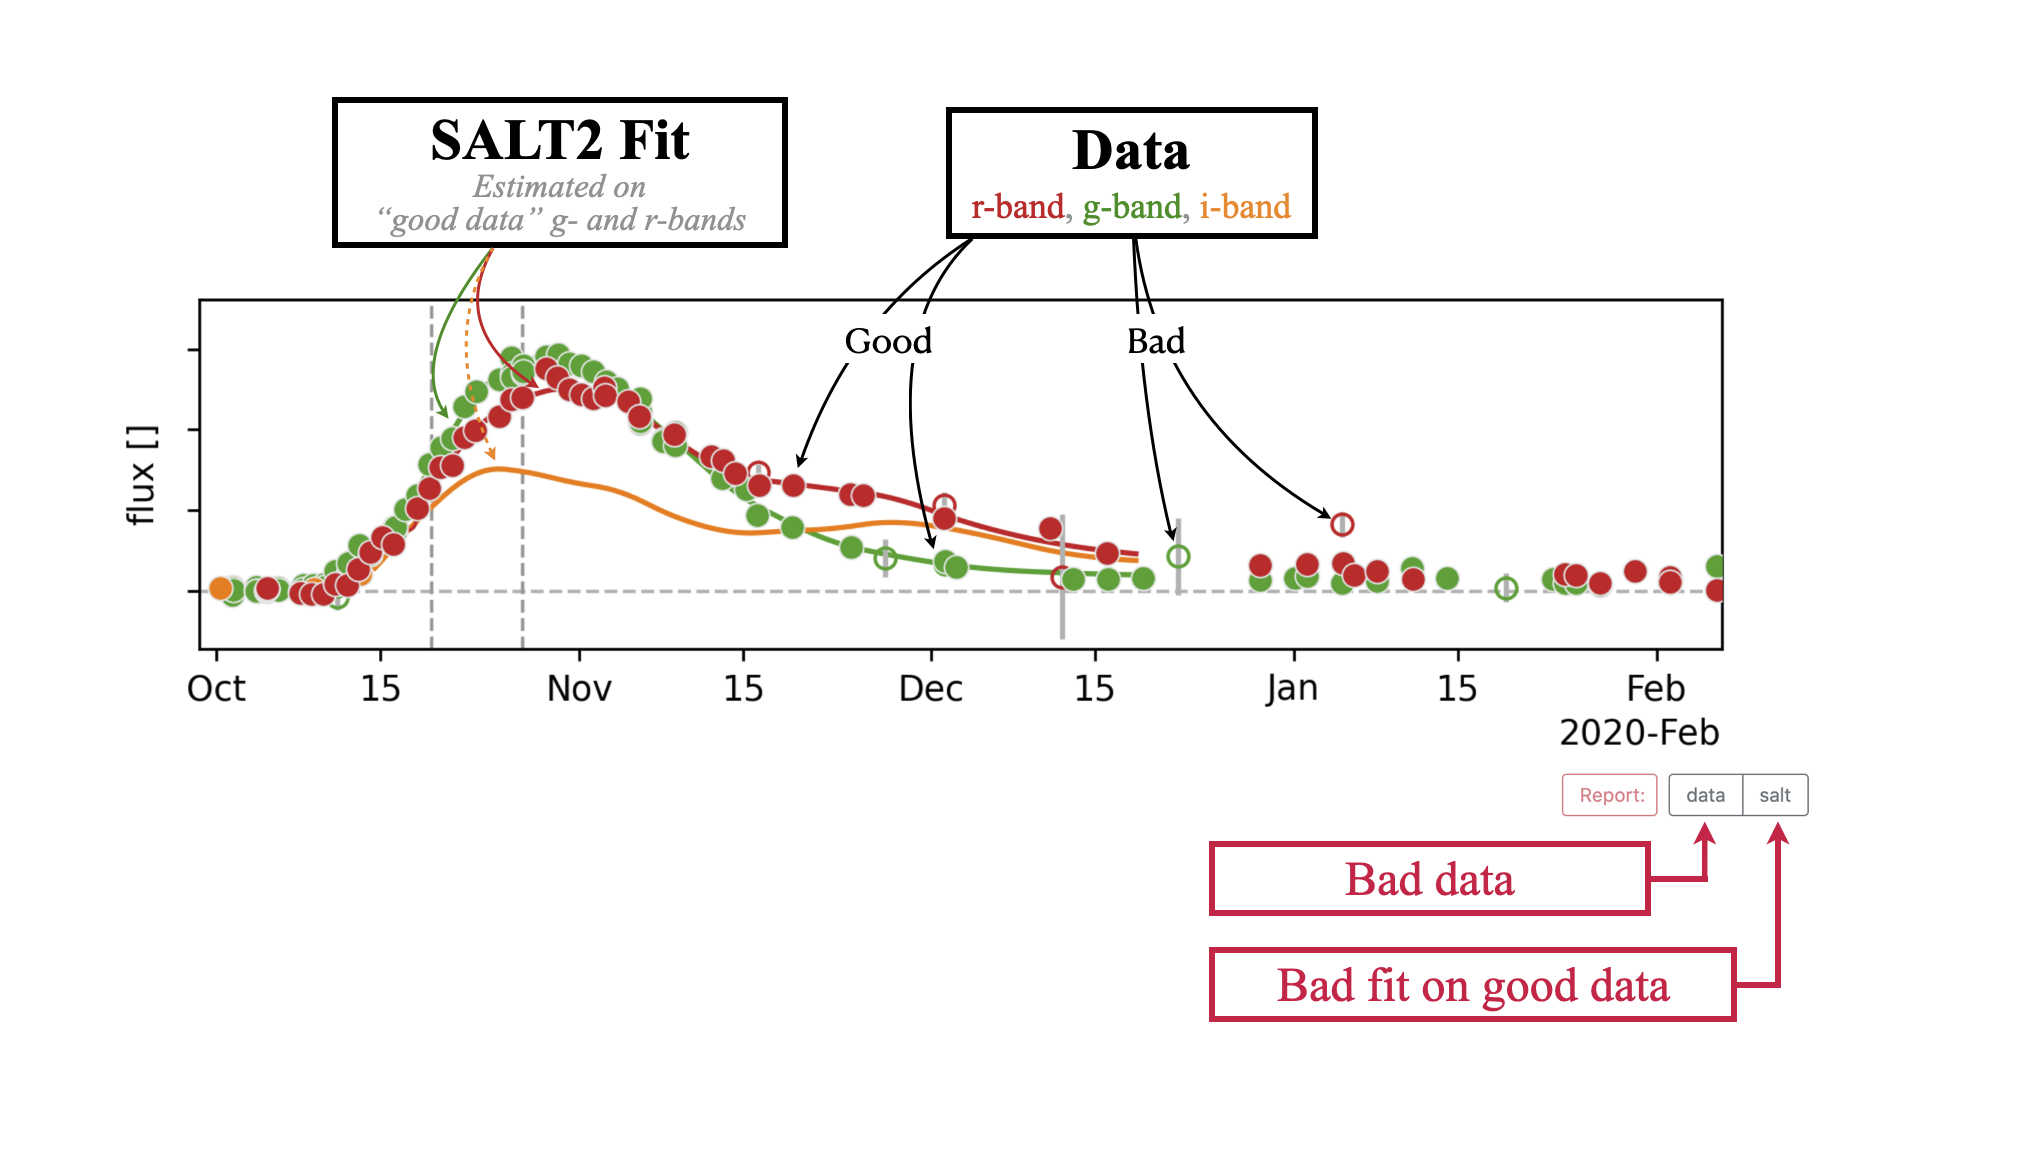 SALT2 Fit
Estimated on
“good data” g- and r-bands
Data
r-band, g-band, i-band
Good
Bad
flux []
Oct 15 Nov 15 Dec 15 Jan 15 Feb
2020-Feb
Report: data salt
Bad data
Bad fit on good data